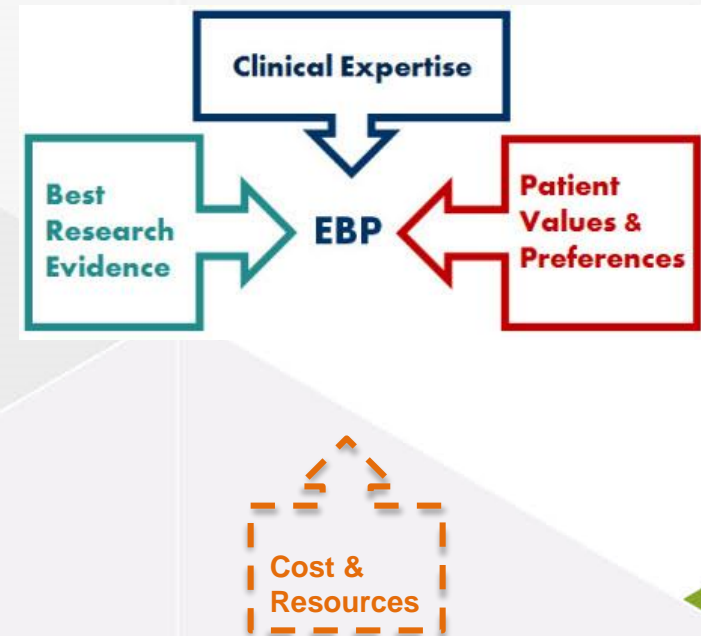 Clinical Expertise
Best
Research
Evidence
EBP
Patient
Values &
Preferences
Cost &
Resources